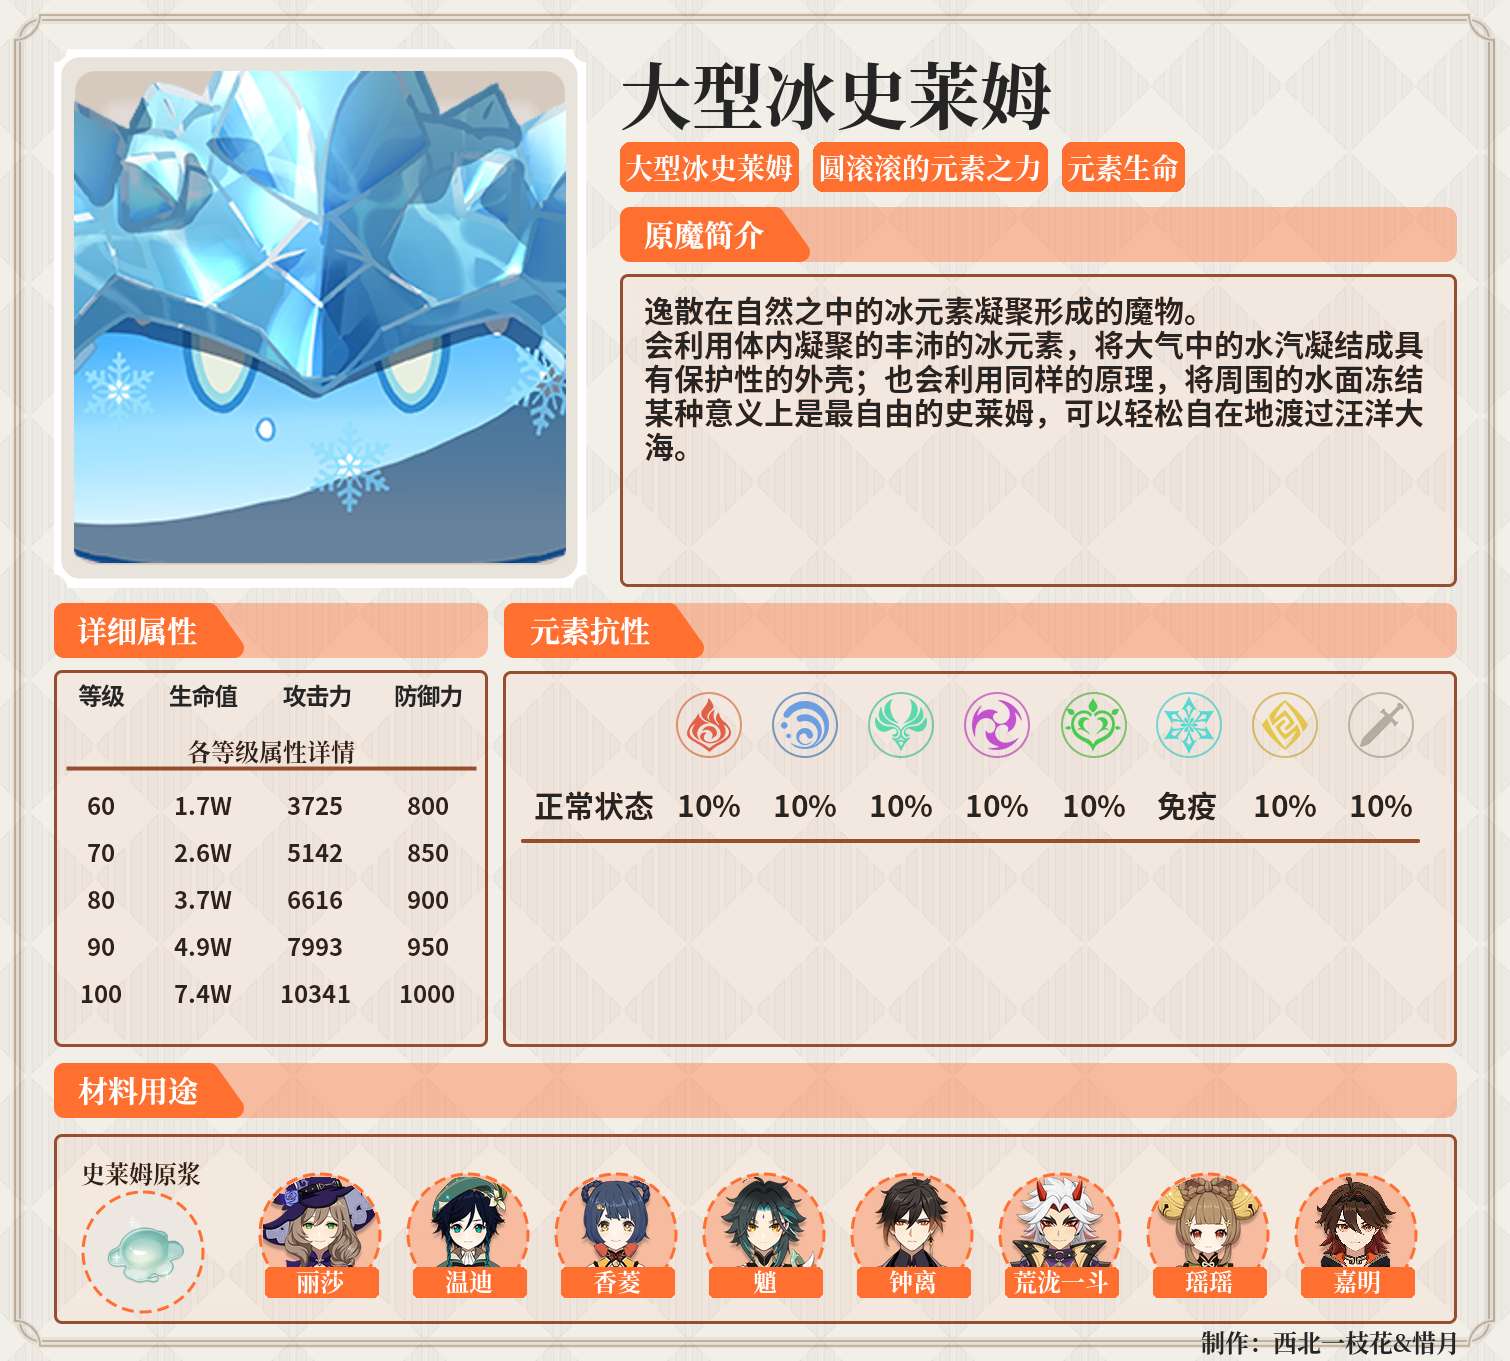 大型冰史莱姆
大型冰史莱姆 圆滚滚的元素之力 元素生命
原魔简介
逸散在自然之中的冰元素凝聚形成的魔物。
会利用体内凝聚的丰沛的冰元素，将大气中的水汽凝结成具
有保护性的外壳；也会利用同样的原理，将周围的水面冻结
某种意义上是最自由的史莱姆，可以轻松自在地渡过汪洋大
海。
详细属性
等级 生命值 攻击力 防御力
各等级属性详情
60 1.7W 3725 800
70 2.6W 5142 850
80 3.7W 6616 900
90 4.9W 7993 950
100 7.4W 10341 1000
元素抗性
正常状态 10% 10% 10% 10% 10% 免疫 10% 10%
材料用途
史莱姆原浆
丽莎 温迪 香菱 魈 钟离 荒泷一斗 瑶瑶 嘉明
制作：西北一枝花&惜月